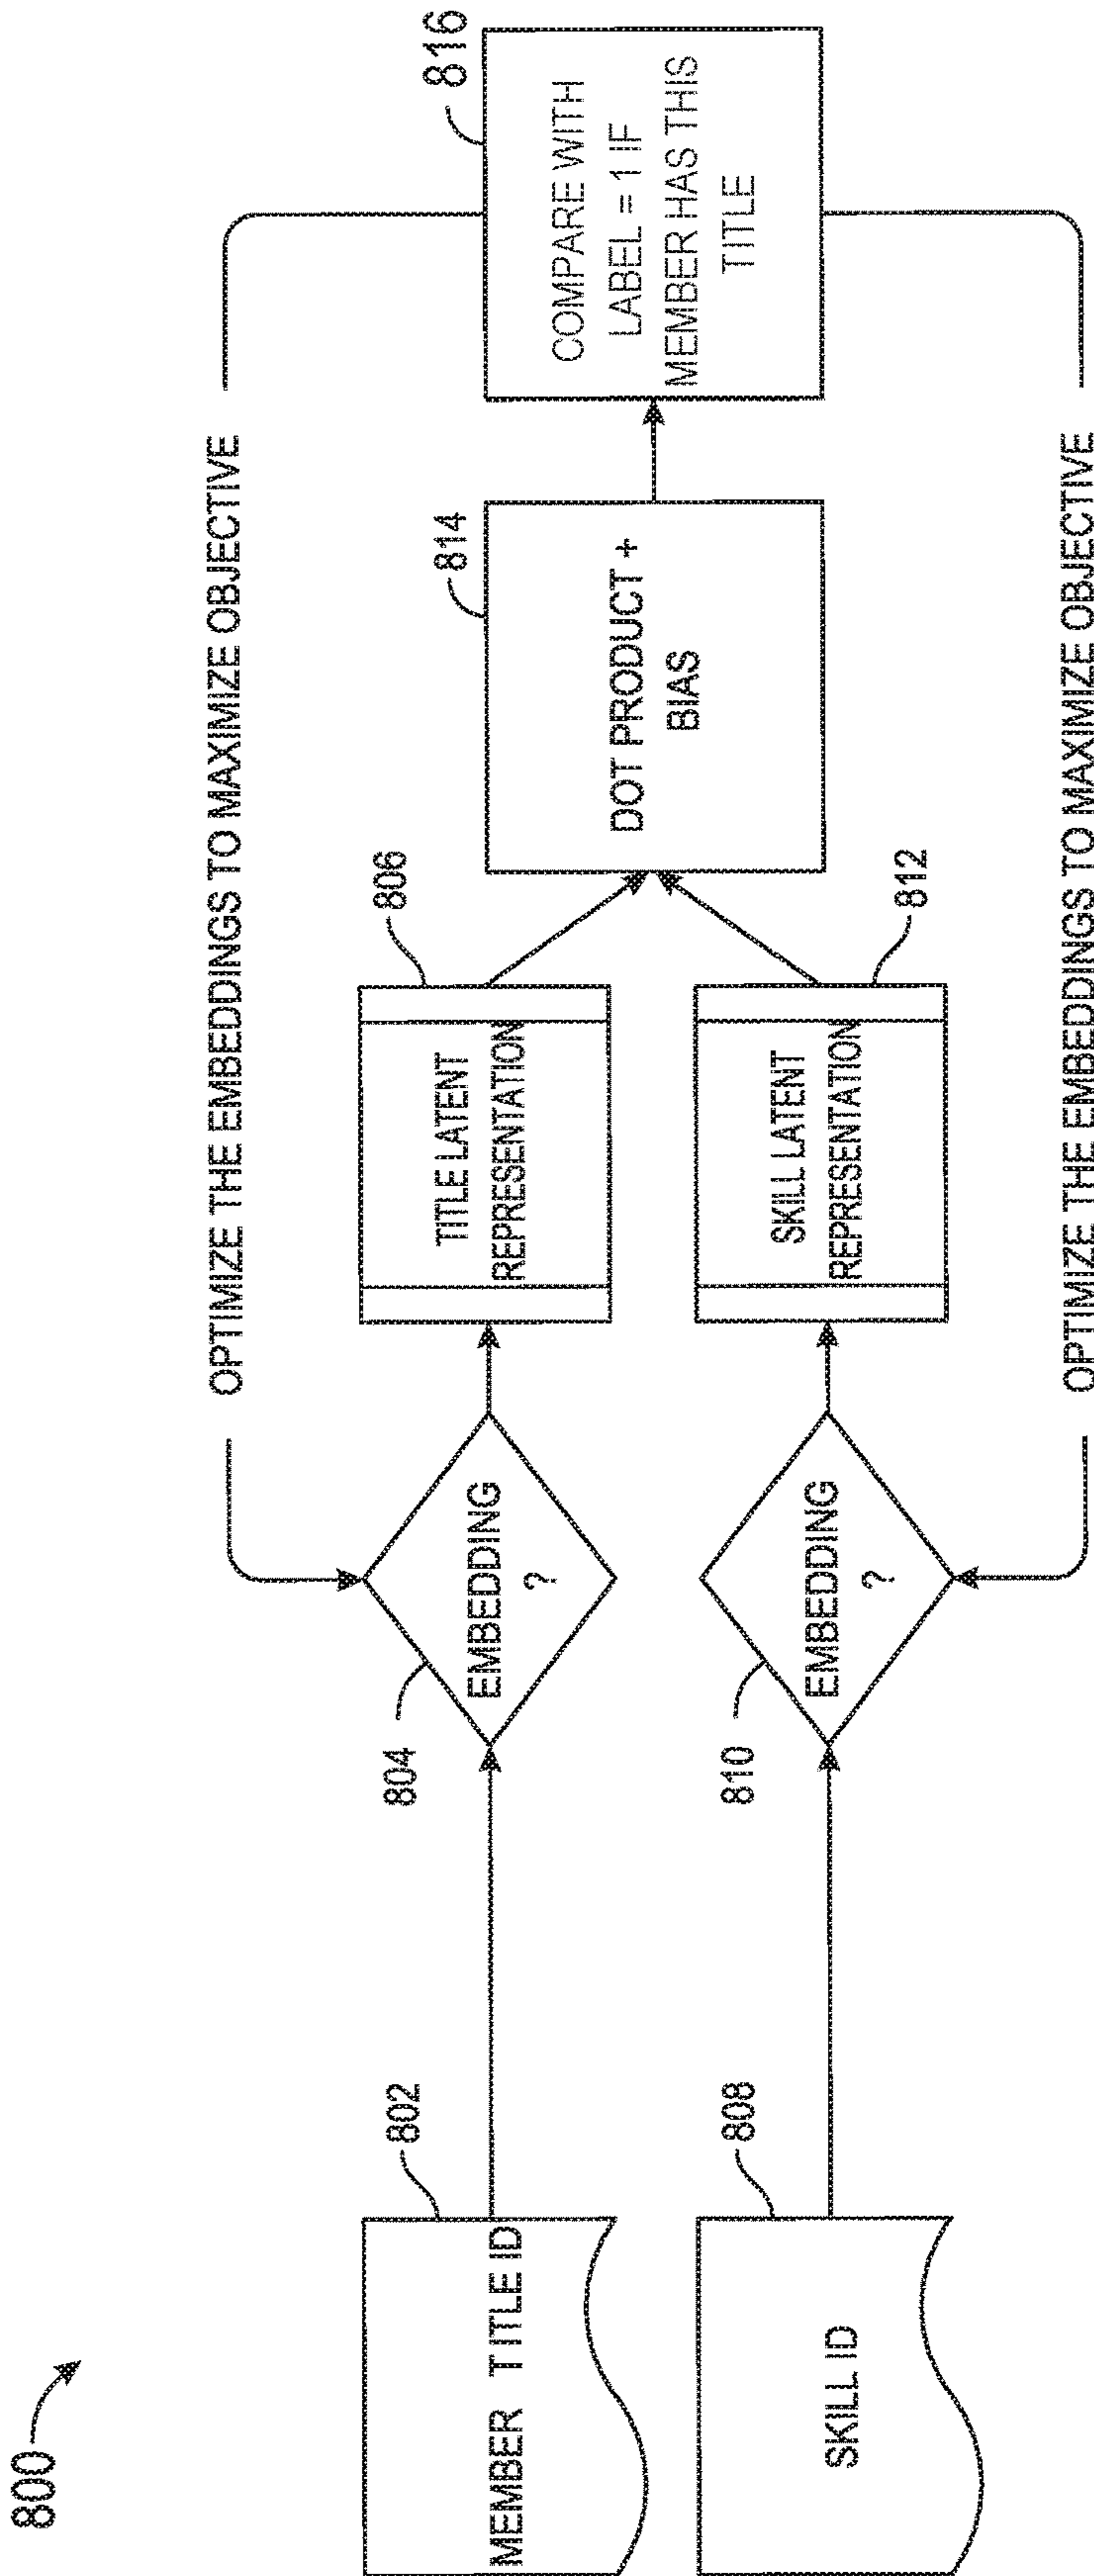 800
OPTIMIZE THE EMBEDDINGS TO MAXIMIZE OBJECTIVE
802
MEMBER TITLE ID
804
EMBEDDING
?
806
TITLE LATENT
REPRESENTATION
808
SKILL ID
810
EMBEDDING
?
812
SKILL LATENT
REPRESENTATION
814
DOT PRODUCT +
BIAS
816
COMPARE WITH
LABEL = 1 IF
MEMBER HAS THIS
TITLE
OPTIMIZE THE EMBEDDINGS TO MAXIMIZE OBJECTIVE